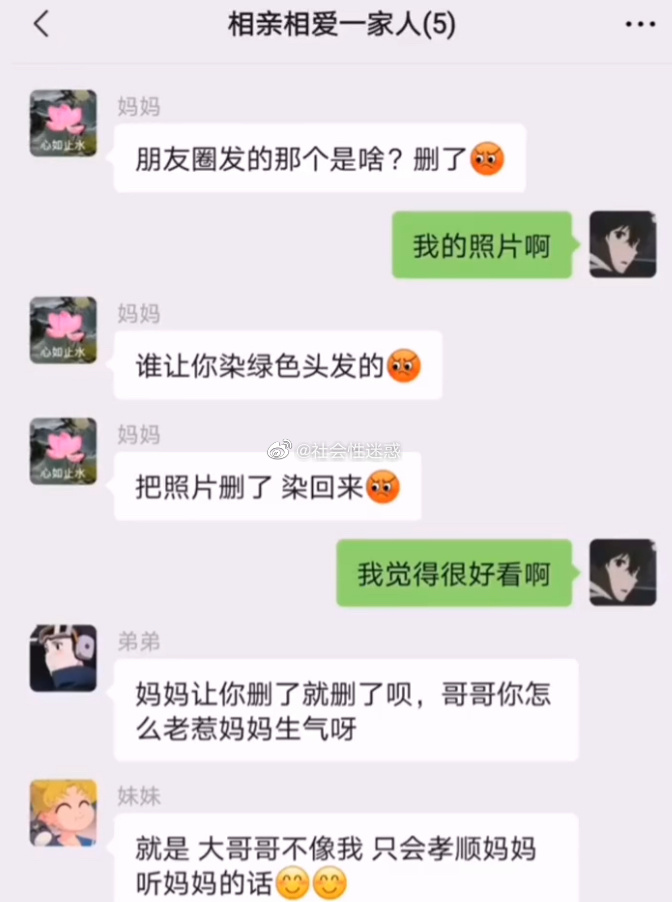 相亲相爱一家人(5)
妈妈
心如止水
朋友圈发的那个是啥？删了
我的照片啊
妈妈
心如止水
谁让你染绿色头发的
妈妈
心如止水
@社会性迷惑
把照片删了 染回来
我觉得很好看啊
弟弟
妈妈让你删了就删了呗，哥哥你怎
么老惹妈妈生气呀
妹妹
就是 大哥哥不像我 只会孝顺妈妈
听妈妈的话